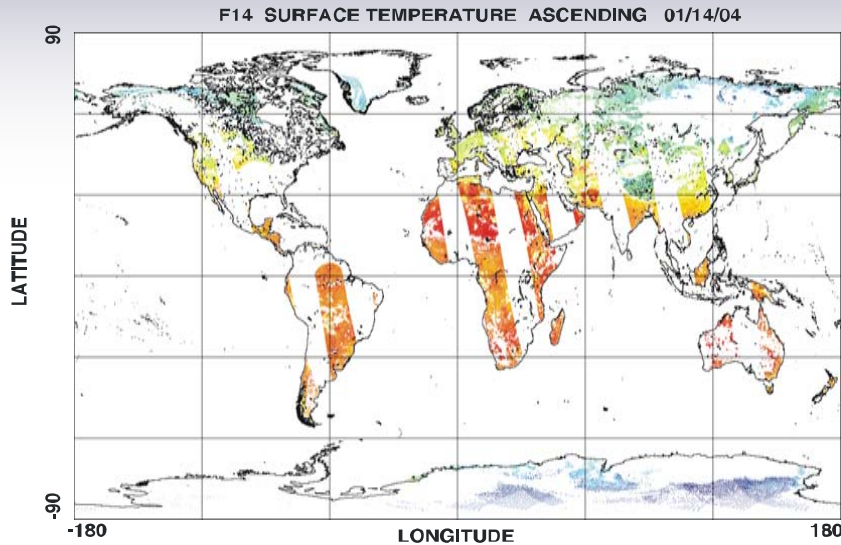 F14 SURFACE TEMPERATURE ASCENDING 01/14/04
90
LATITUDE
-90
-180
LONGITUDE
180